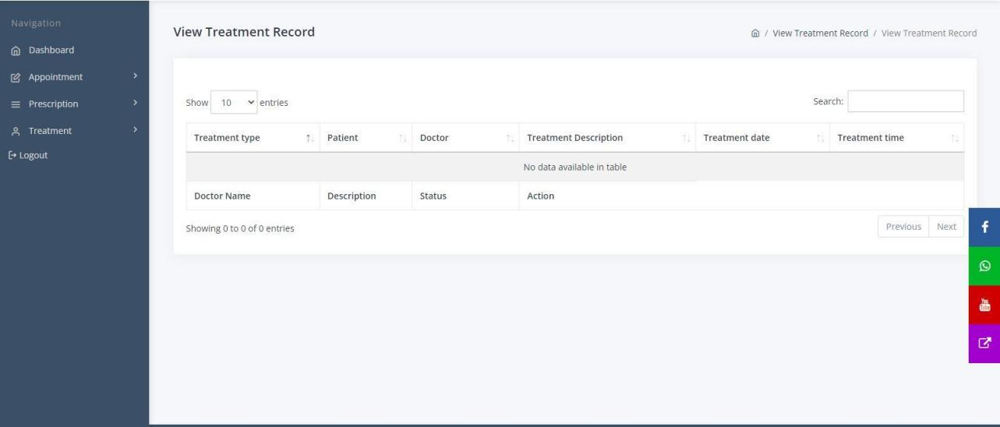 Navigation
Dashboard
Appointment
Prescription
Treatment
Logout
View Treatment Record
/ View Treatment Record / View Treatment Record
Show 10 entries
Search:
Treatment type Patient Doctor Treatment Description Treatment date Treatment time
No data available in table
Doctor Name Description Status Action
Showing 0 to 0 of 0 entries
Previous Next
f
You Tube